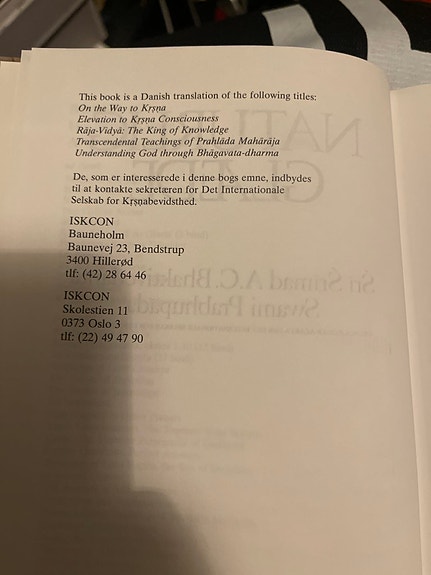 This book is a Danish translation of the following titles:
On the Way to Kṛṣṇa
Elevation to Kṛṣṇa Consciousness
Rāja-Vidyā: The King of Knowledge
Transcendental Teachings of Prahlāda Mahārāja
Understanding God through Bhāgavata-dharma
De, som er interesserede i denne bogs emne, indbydes
til at kontakte sekretæren for Det Internationale
Selskab for Kṛṣṇabevidsthed.
ISKCON
Bauneholm
Baunevej 23, Bendstrup
3400 Hillerød
tlf: (42) 28 64 46
ISKCON
Skolestien 11
0373 Oslo 3
tlf: (22) 49 47 90